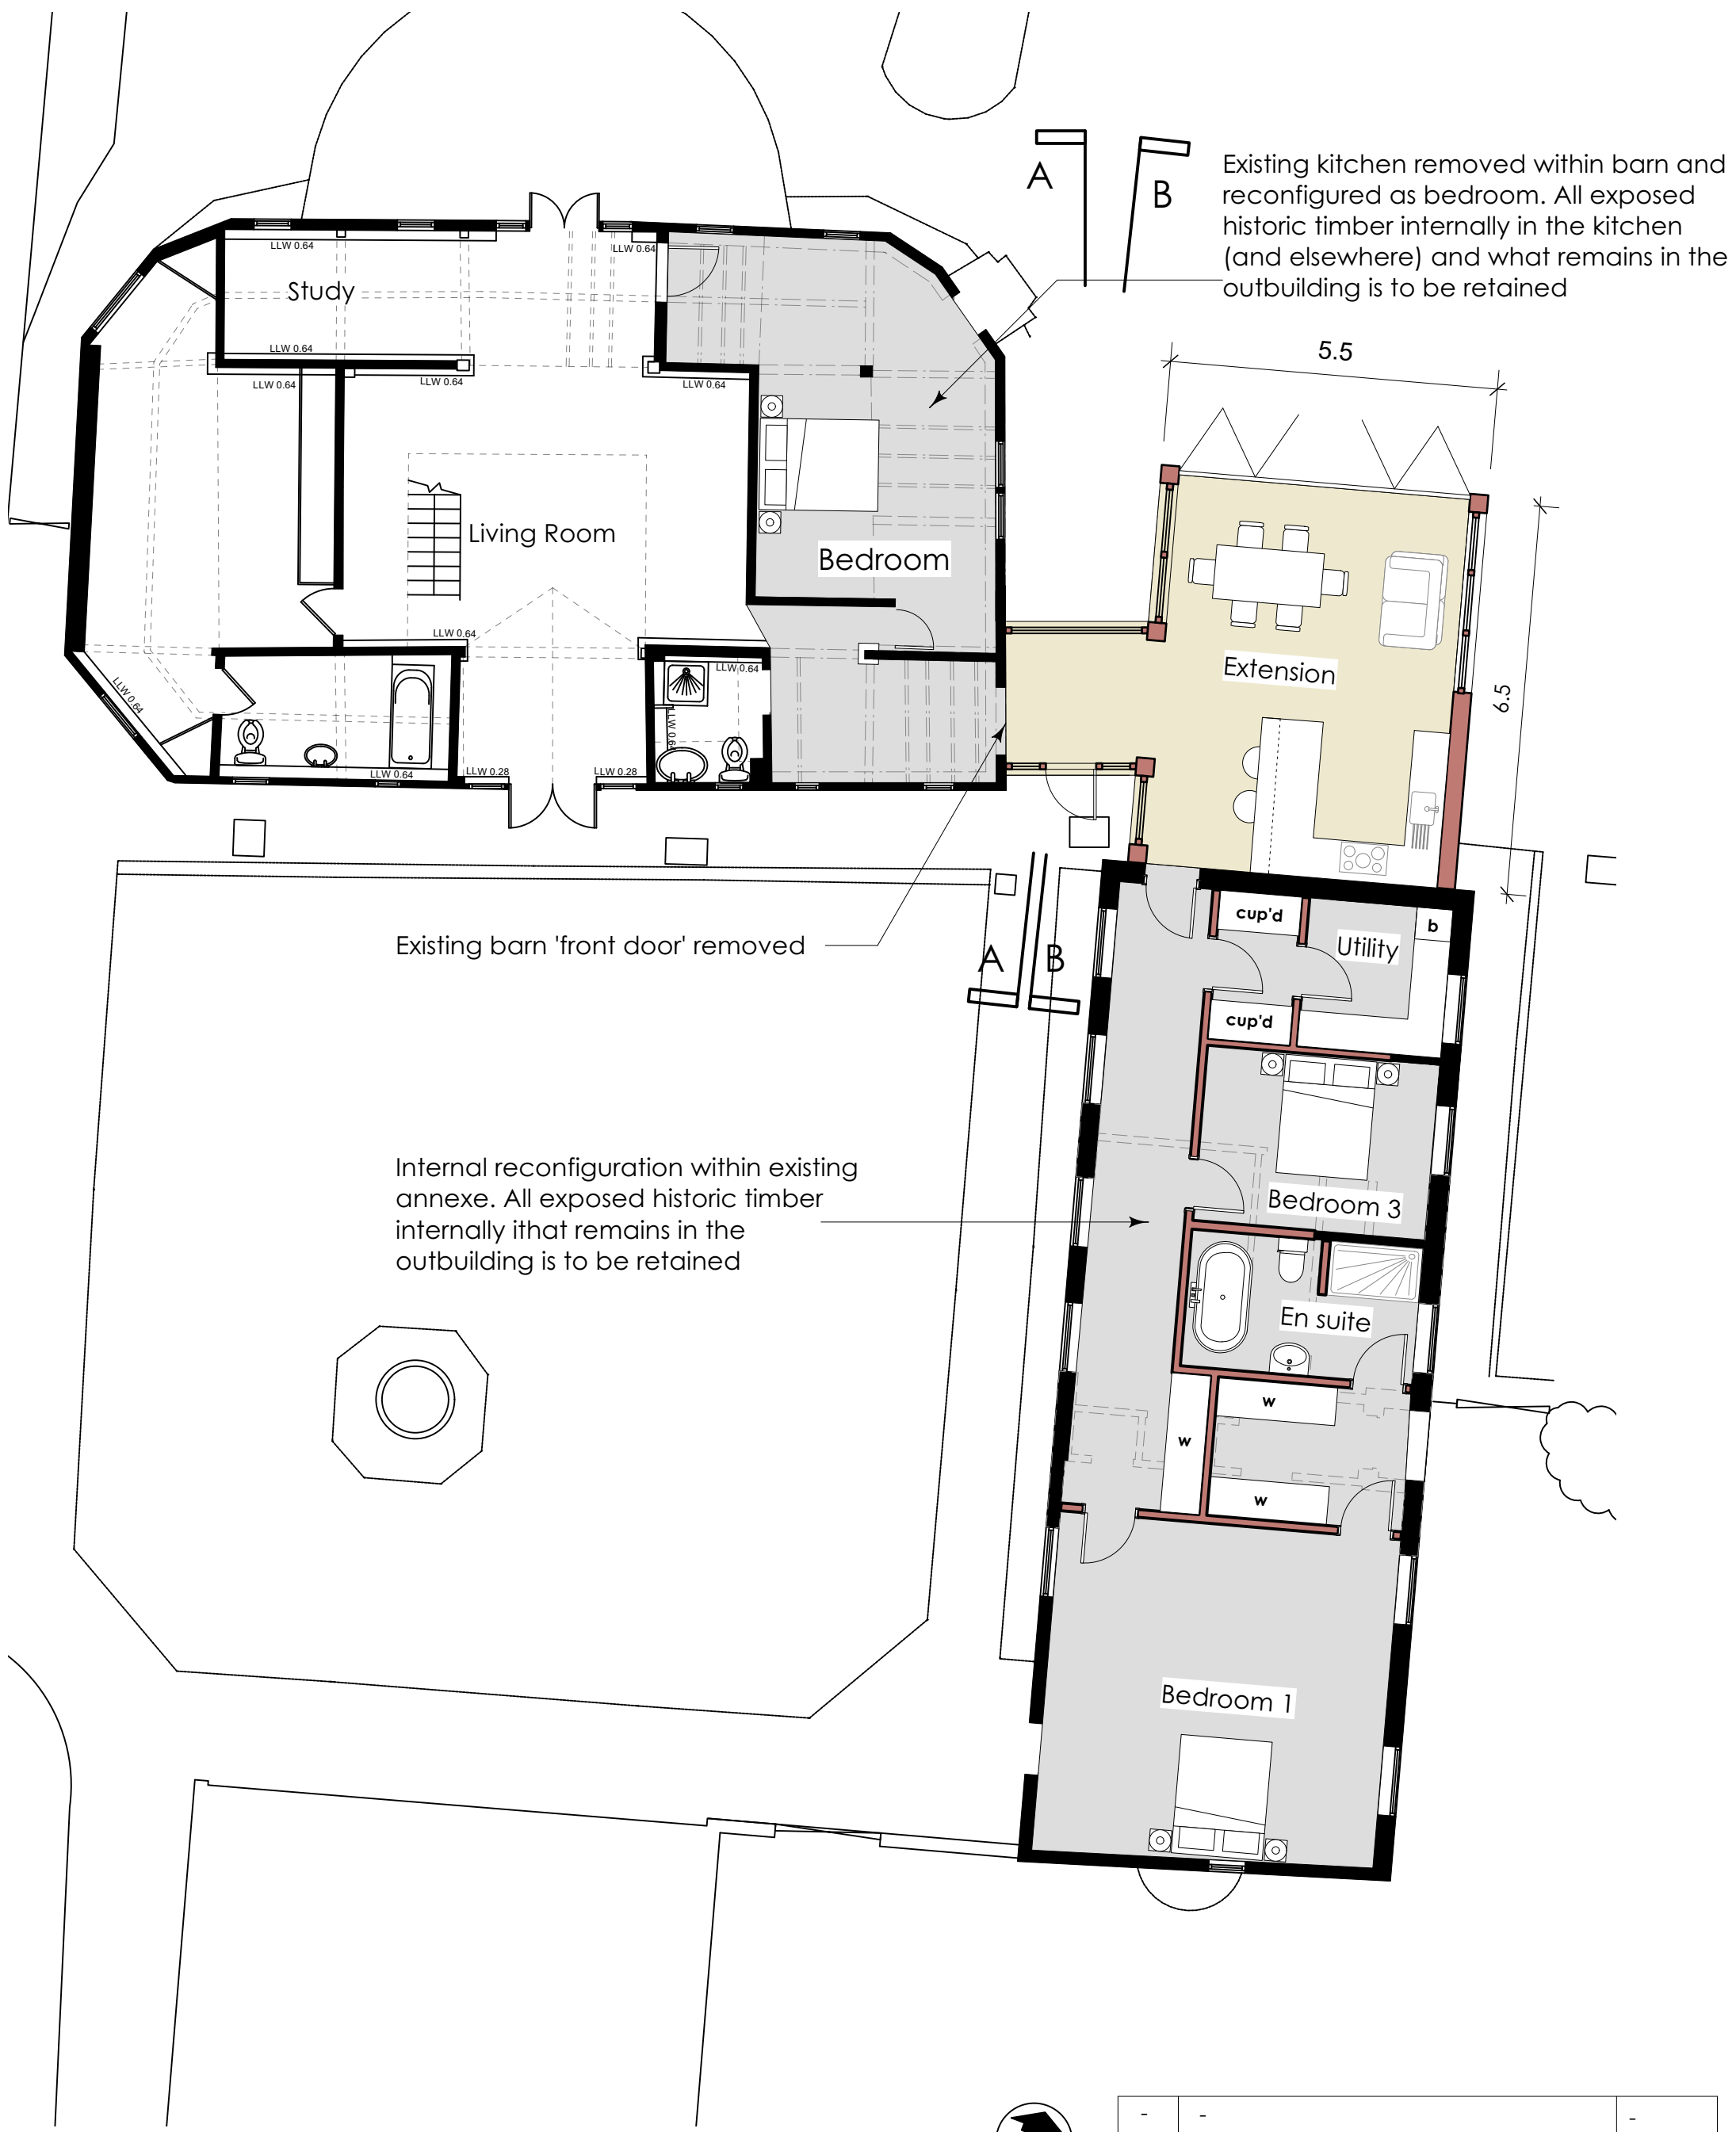 A
B
Existing kitchen removed within barn and
reconfigured as bedroom. All exposed
historic timber internally in the kitchen
(and elsewhere) and what remains in the
outbuilding is to be retained
LLW 0.64
LLW 0.64
Study
LLW 0.64
LLW 0.64
LLW 0.64
LLW 0.64
5.5
Living Room
Bedroom
LLW 0.64
LLW 0.64
LLW 0.64
LLW 0.64
LLW 0.64
LLW 0.28
LLW 0.28
Extension
6.5
Existing barn 'front door' removed
A
B
cup'd
Utility
b
cup'd
Internal reconfiguration within existing
annexe. All exposed historic timber
internally ithat remains in the
outbuilding is to be retained
Bedroom 3
En suite
w
w
w
Bedroom 1
-
-
-